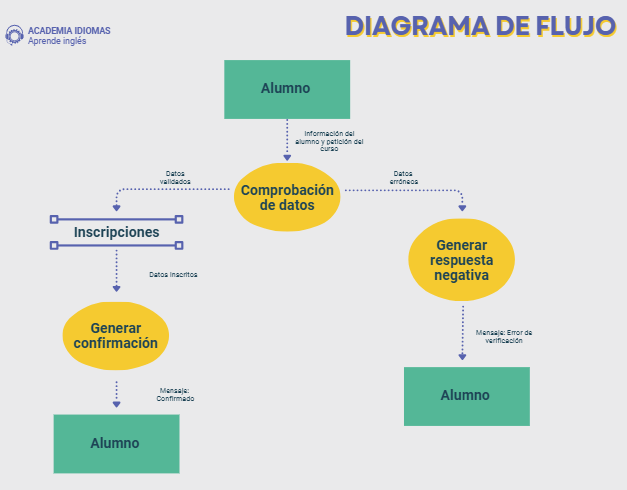 ACADEMIA IDIOMAS
Aprende inglés
DIAGRAMA DE FLUJO
Alumno
Información del
alumno y petición del
curso
Datos
validados
Comprobación
de datos
Datos
erróneos
Inscripciones
Generar
respuesta
negativa
Datos inscritos
Generar
confirmación
Mensaje: Error de
verificación
Mensaje:
Confirmado
Alumno
Alumno